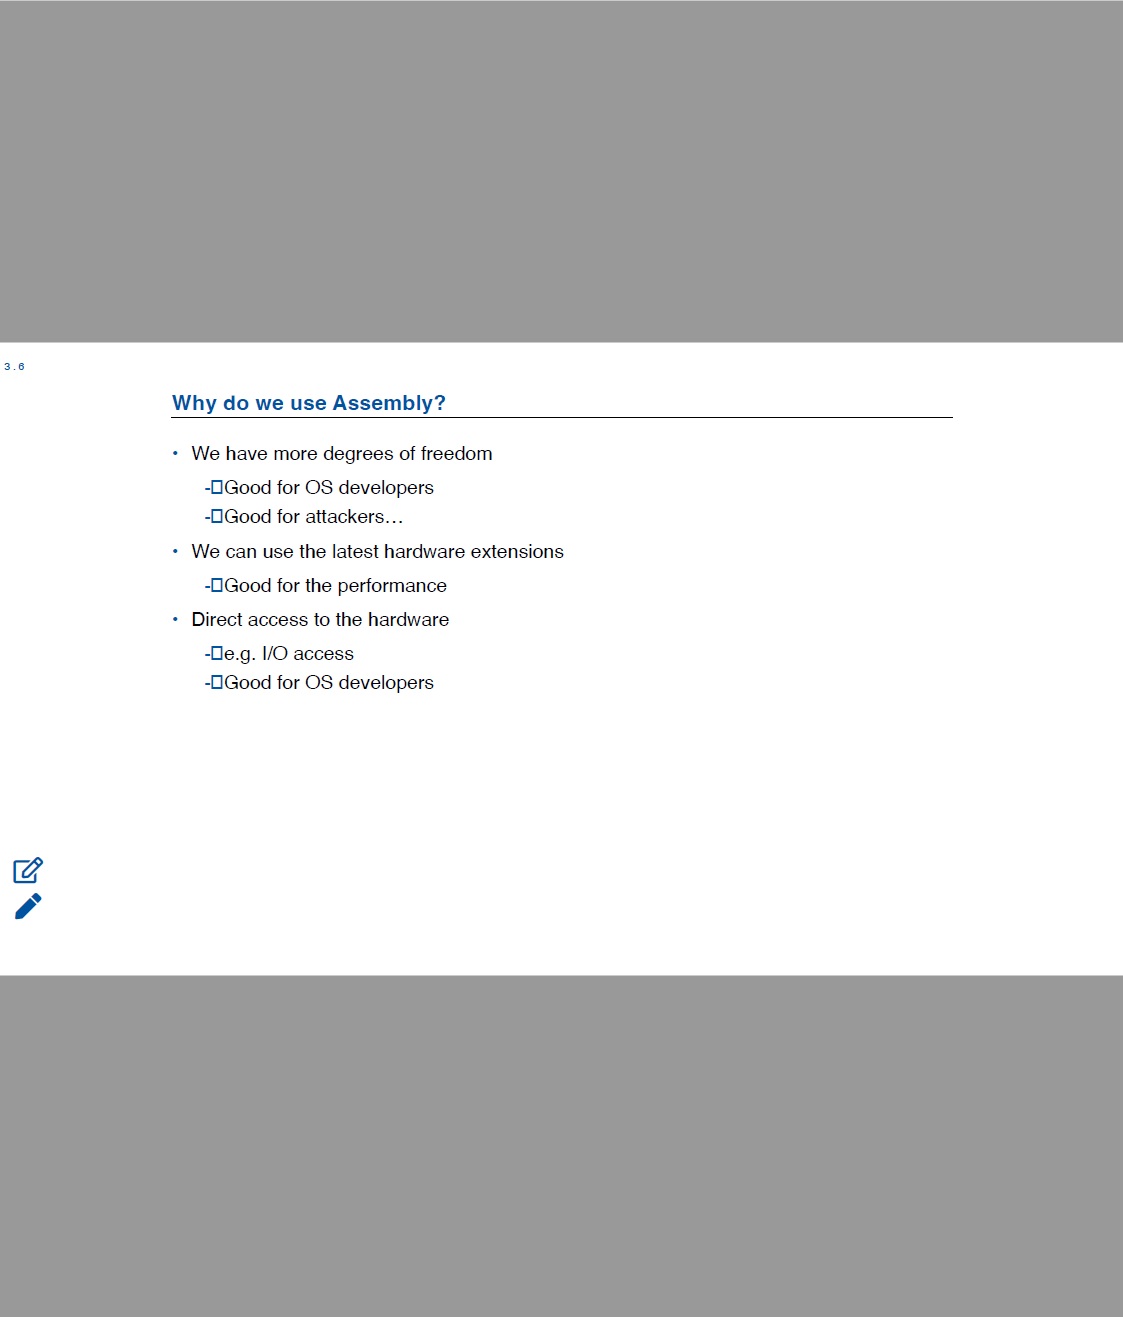 3.6
Why do we use Assembly?
• We have more degrees of freedom
-□Good for OS developers
-□Good for attackers…
• We can use the latest hardware extensions
-□Good for the performance
• Direct access to the hardware
-□e.g. I/O access
-□Good for OS developers